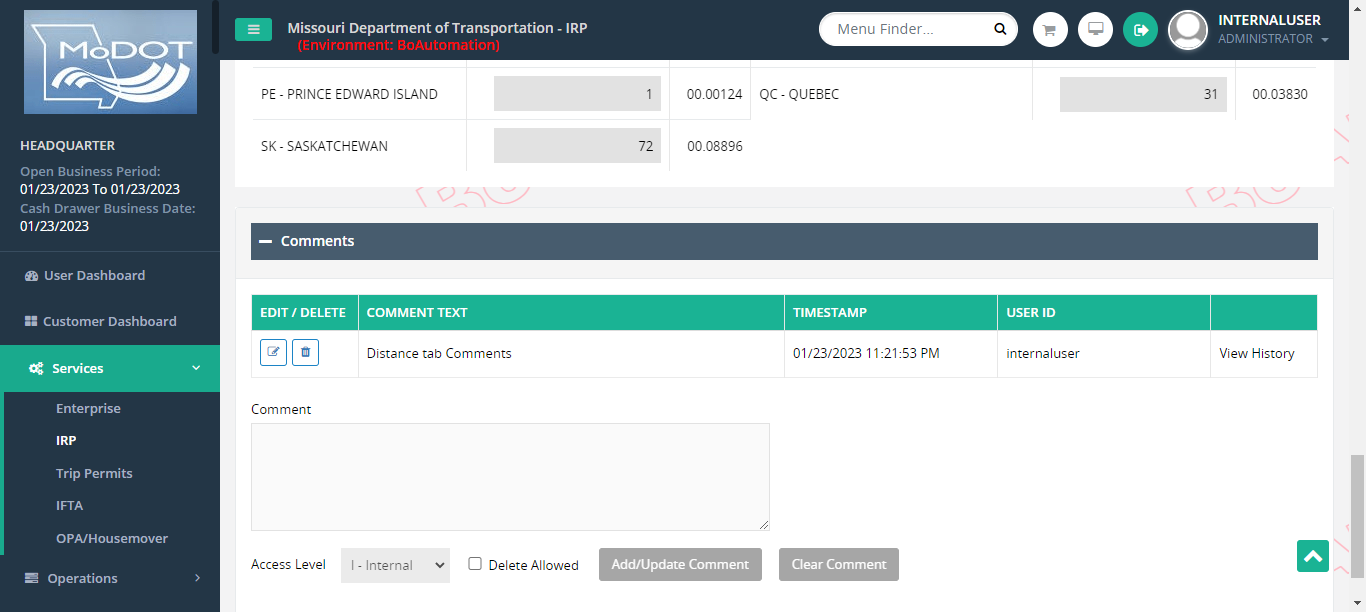 MoDOT
HEADQUARTER
Open Business Period:
01/23/2023 To 01/23/2023
Cash Drawer Business Date:
01/23/2023
User Dashboard
Customer Dashboard
Services
Enterprise
IRP
Trip Permits
IFTA
OPA/Housemover
Operations
Missouri Department of Transportation - IRP
(Environment: BoAutomation)
Menu Finder...
INTERNALUSER
ADMINISTRATOR
PE - PRINCE EDWARD ISLAND 1 00.00124 QC - QUEBEC 31 00.03830
SK - SASKATCHEWAN 72 00.08896
Comments
EDIT / DELETE COMMENT TEXT TIMESTAMP USER ID
Distance tab Comments 01/23/2023 11:21:53 PM internaluser View History
Comment
Access Level I - Internal Delete Allowed Add/Update Comment Clear Comment